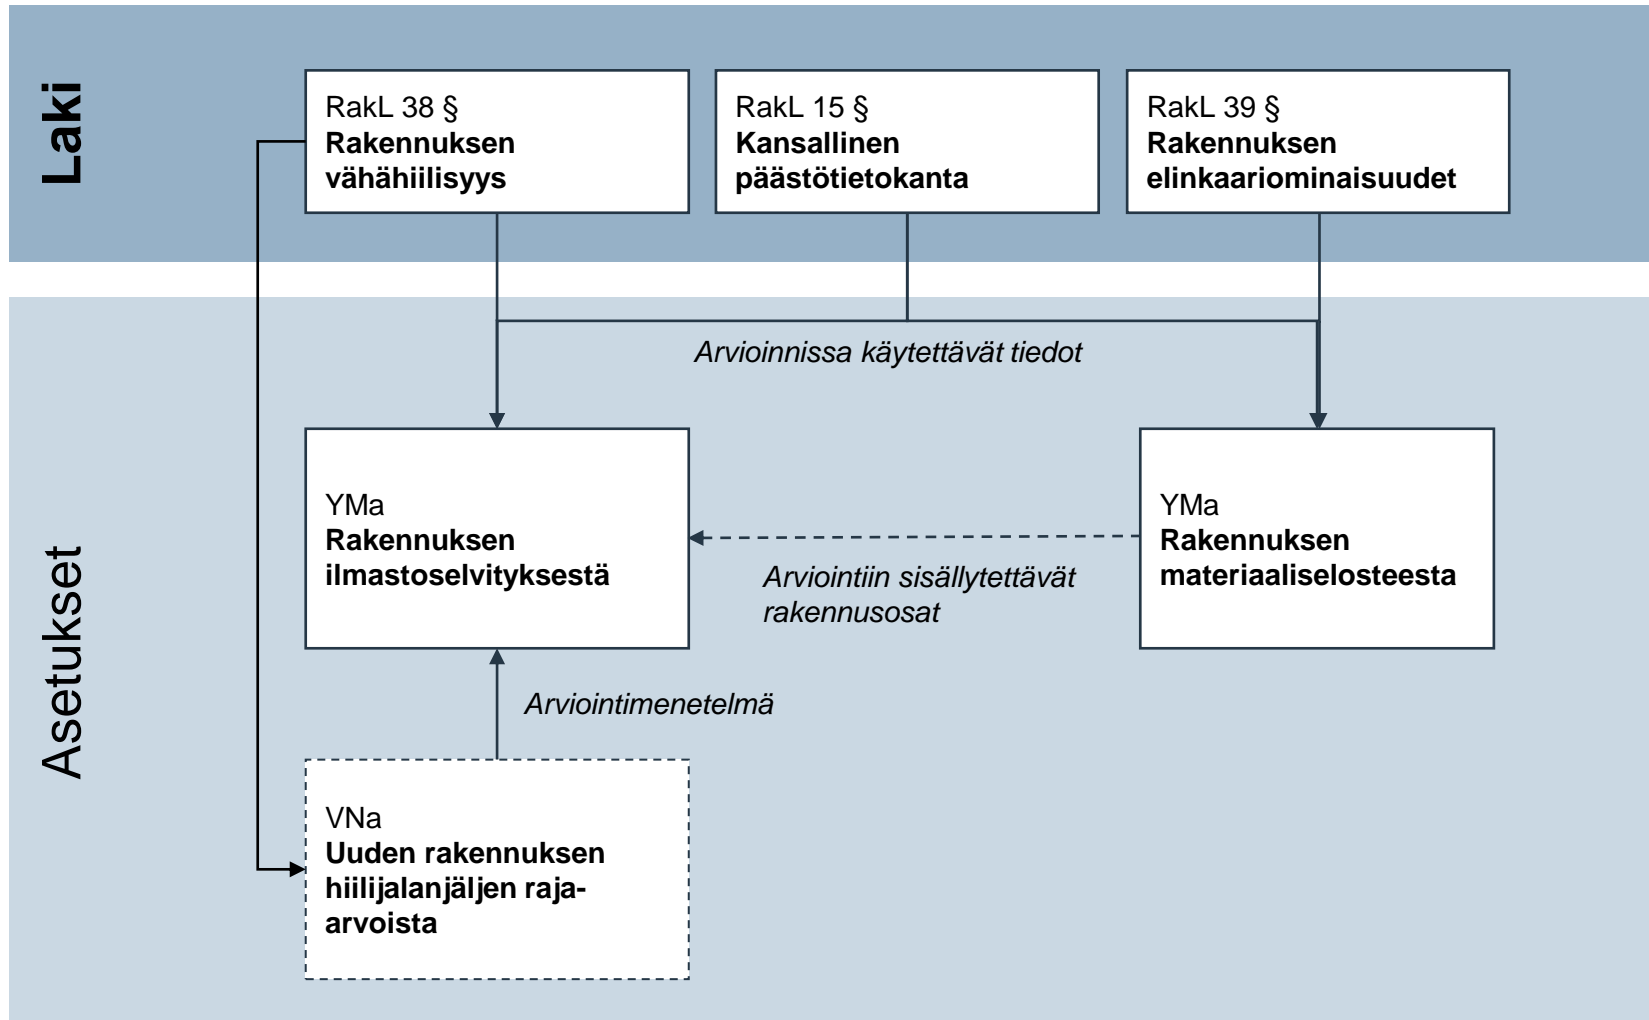 Laki
RakL 38 §
Rakennuksen
vähähiilisyys
RakL 15 §
Kansallinen
päästötietokanta
RakL 39 §
Rakennuksen
elinkaariominaisuudet
Asetukset
Arvioinnissa käytettävät tiedot
YMa
Rakennuksen
ilmastoselvityksestä
Arviointiin sisällytettävät
rakennusosat
YMa
Rakennuksen
materiaaliselosteesta
Arviointimenetelmä
VNa
Uuden rakennuksen
hiilijalanjäljen raja-
arvoista